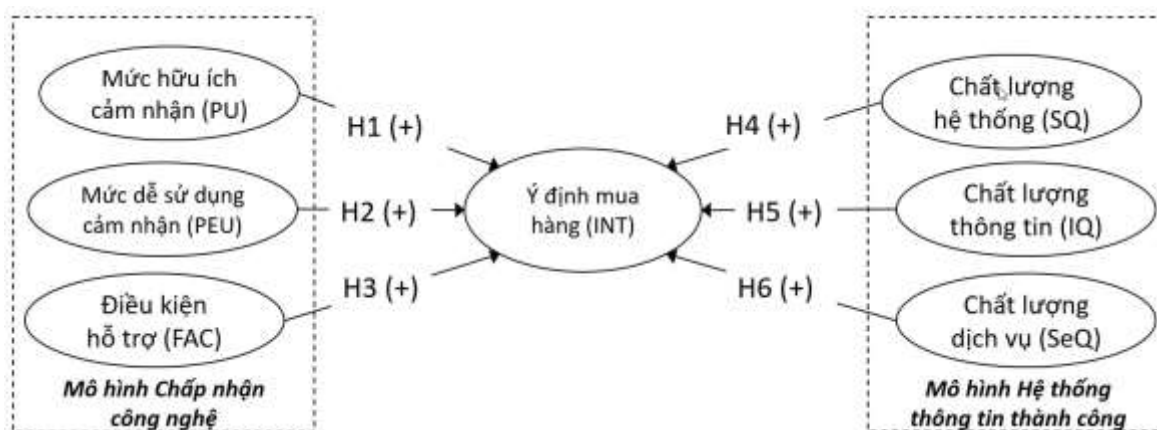 Mức hữu ích
cảm nhận (PU)
Mức dễ sử dụng
cảm nhận (PEU)
Điều kiện
hỗ trợ (FAC)
Mô hình Chấp nhận
công nghệ
H1 (+)
H2 (+)
H3 (+)
Ý định mua
hàng (INT)
H4 (+)
H5 (+)
H6 (+)
Chất lượng
hệ thống (SQ)
Chất lượng
thông tin (IQ)
Chất lượng
dịch vụ (SeQ)
Mô hình Hệ thống
thông tin thành công